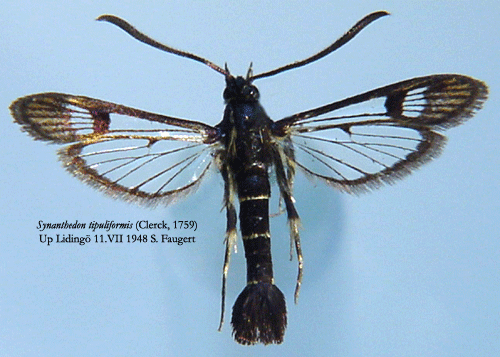 Synanthedon tipuliformis (Clerck, 1759)
Up Lidingö 11.VII 1948 S. Faugert